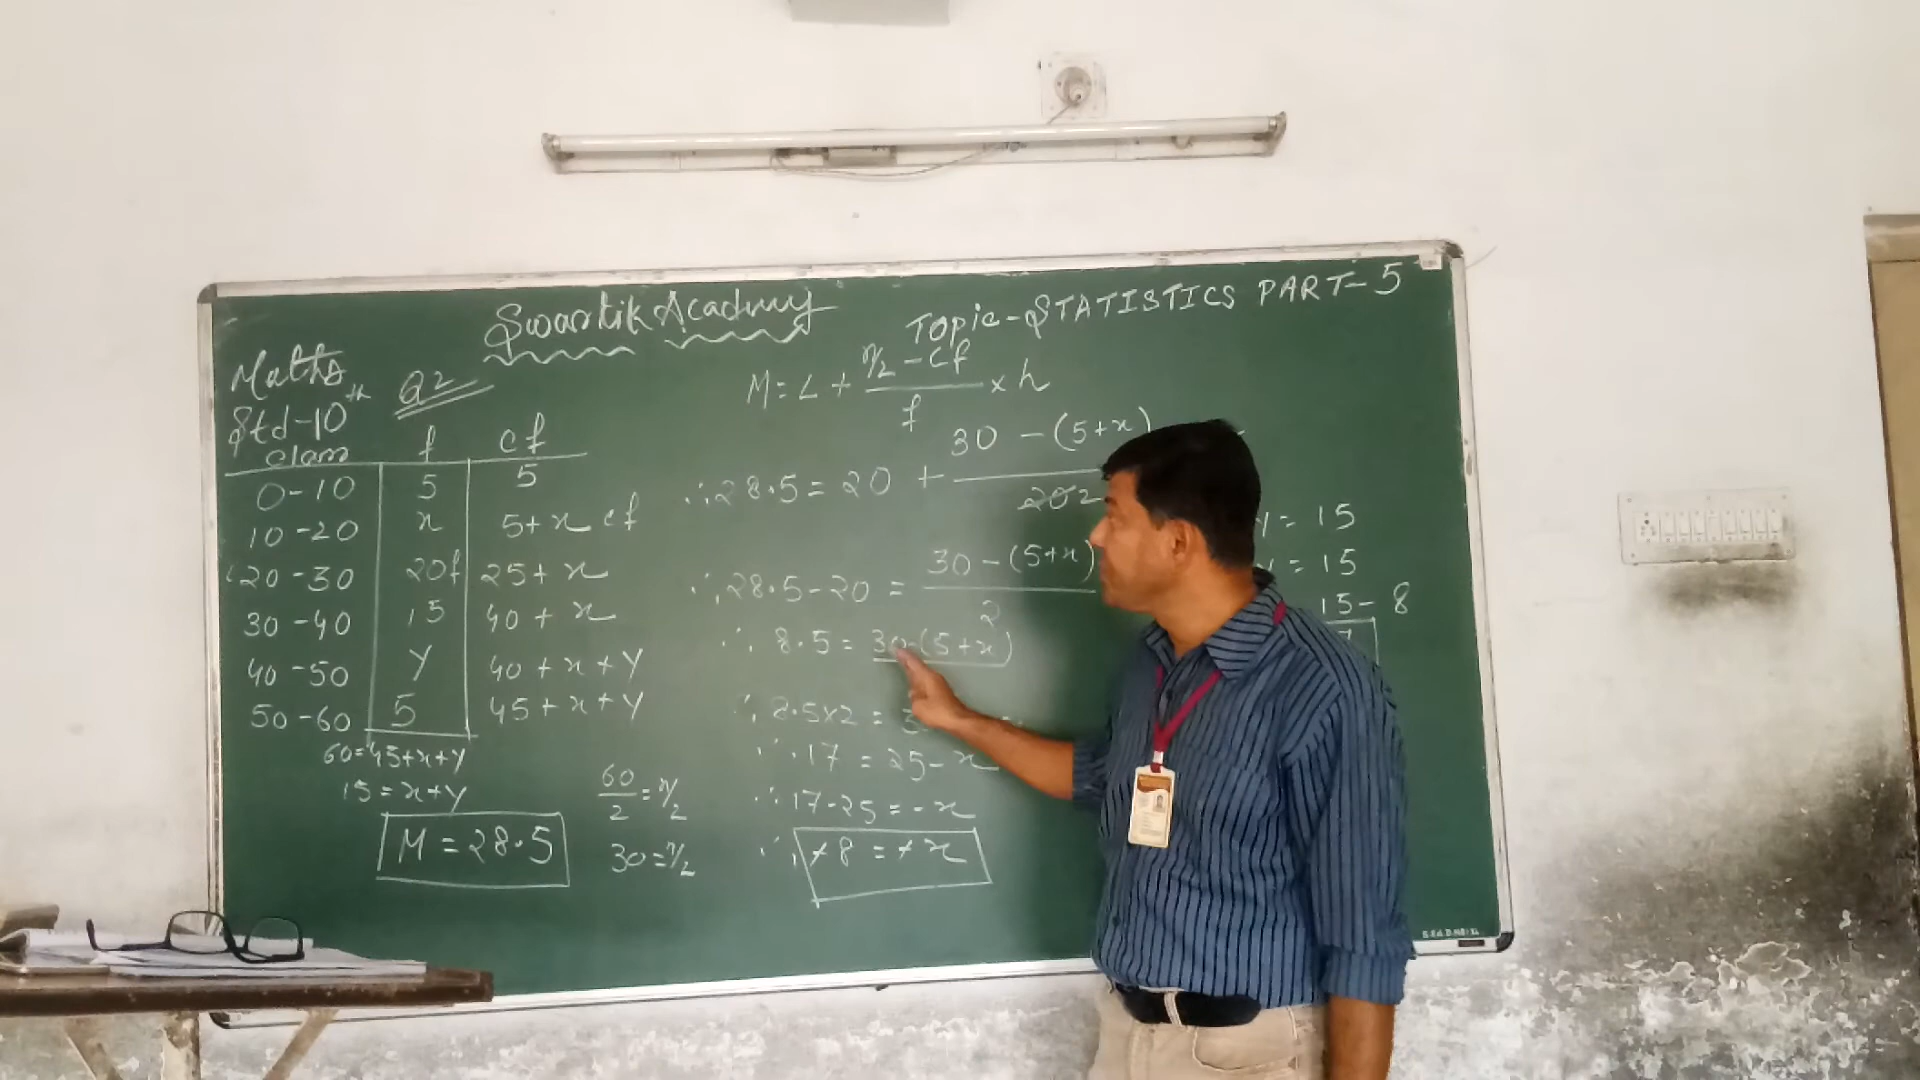 Swastik Academy
Topic-STATISTICS PART-5
Maths
Std-10th
Q2
class f cf
0-10 5 5
10-20 x 5+x cf
20-30 20f 25+x
30-40 15 40+x
40-50 y 40+x+y
50-60 5 45+x+y
60=45+x+y
15=x+y
M=28.5
60/2=n/2
30=n/2
M=L+ n/2-cf/f ×h
∴28.5=20+ 30-(5+x)/20 2
∴28.5-20= 30-(5+x)/2
∴8.5=30-(5+x)
∴8.5×2=
∴17=25-x
∴17-25=-x
∴-8=-x
y=15
=15
15-8